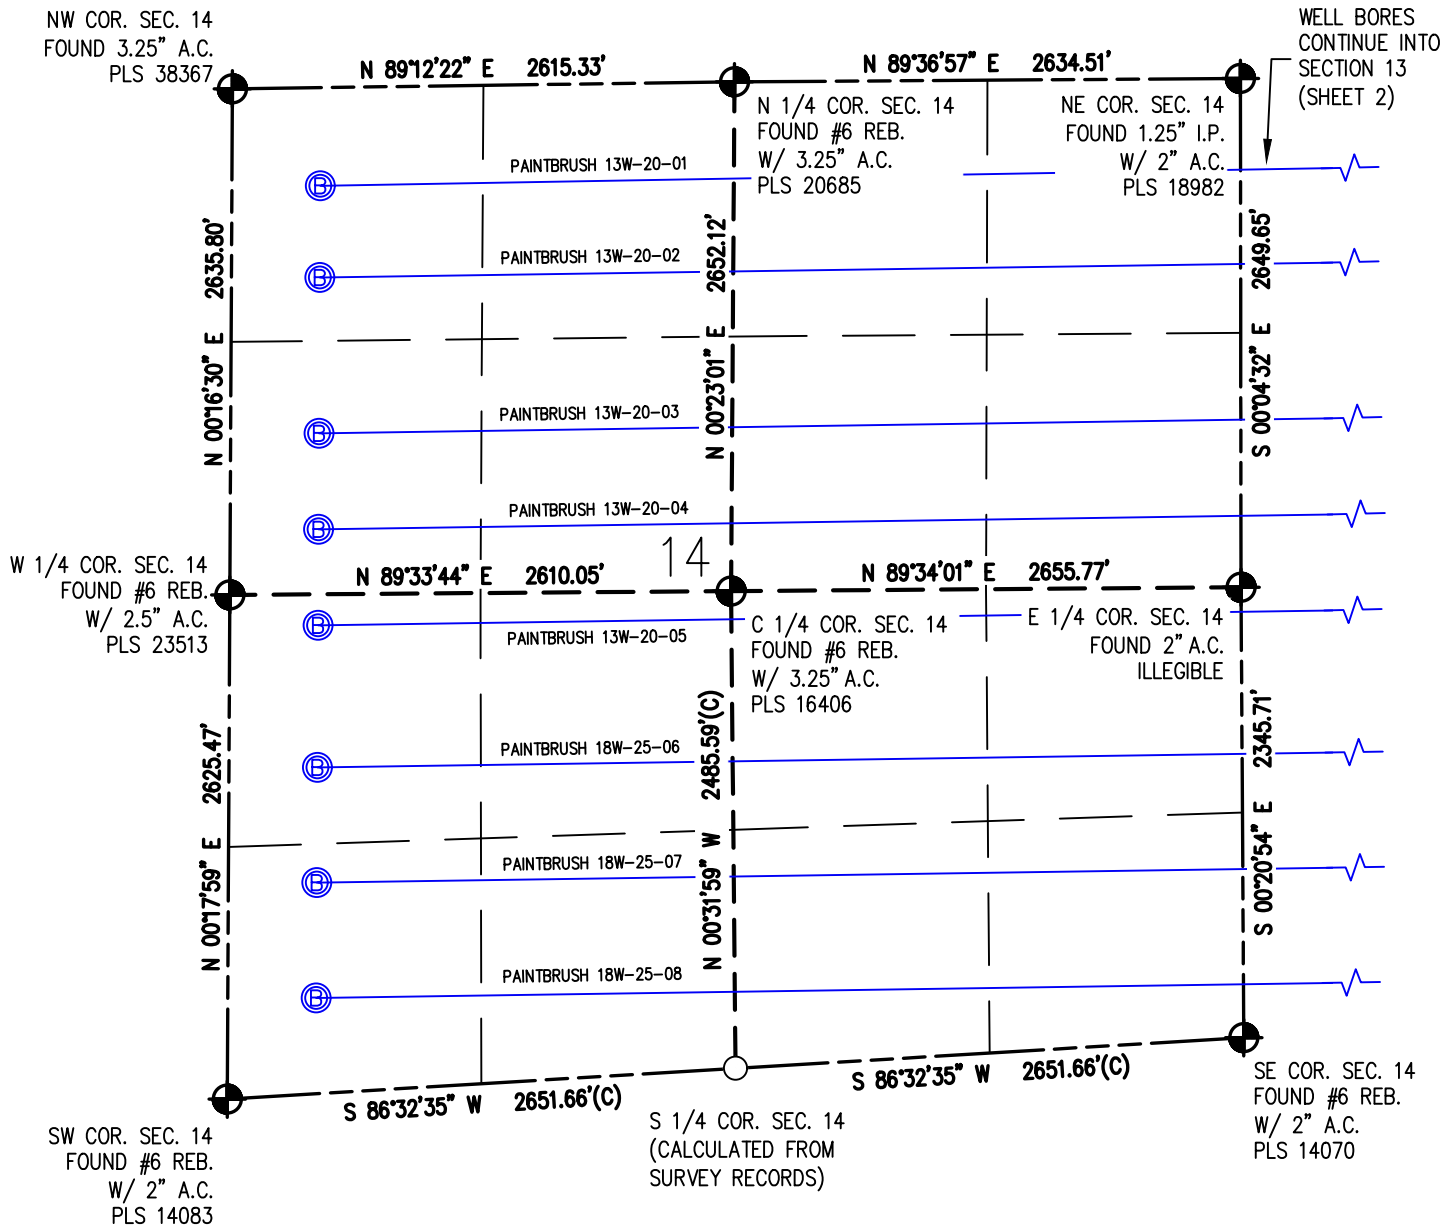 NW COR. SEC. 14
FOUND 3.25" A.C.
PLS 38367
WELL BORES
CONTINUE INTO
SECTION 13
(SHEET 2)
N 89°12'22" E 2615.33'
N 89°36'57" E 2634.51'
N 1/4 COR. SEC. 14
FOUND #6 REB.
W/ 3.25" A.C.
PLS 20685
NE COR. SEC. 14
FOUND 1.25" I.P.
W/ 2" A.C.
PLS 18982
B PAINTBRUSH 13W-20-01
B PAINTBRUSH 13W-20-02
N 00°16'30" E 2635.80'
N 00°23'01" E 2652.12'
S 00°04'32" E 2649.65'
B PAINTBRUSH 13W-20-03
B PAINTBRUSH 13W-20-04
14
W 1/4 COR. SEC. 14
FOUND #6 REB.
W/ 2.5" A.C.
PLS 23513
N 89°33'44" E 2610.05'
N 89°34'01" E 2655.77'
B PAINTBRUSH 13W-20-05
C 1/4 COR. SEC. 14
FOUND #6 REB.
W/ 3.25" A.C.
PLS 16406
E 1/4 COR. SEC. 14
FOUND 2" A.C.
ILLEGIBLE
B PAINTBRUSH 18W-25-06
N 00°17'59" E 2625.47'
N 00°31'59" W 2485.59'(C)
S 00°20'54" E 2345.71'
B PAINTBRUSH 18W-25-07
B PAINTBRUSH 18W-25-08
S 86°32'35" W 2651.66'(C)
S 86°32'35" W 2651.66'(C)
SW COR. SEC. 14
FOUND #6 REB.
W/ 2" A.C.
PLS 14083
S 1/4 COR. SEC. 14
(CALCULATED FROM
SURVEY RECORDS)
SE COR. SEC. 14
FOUND #6 REB.
W/ 2" A.C.
PLS 14070